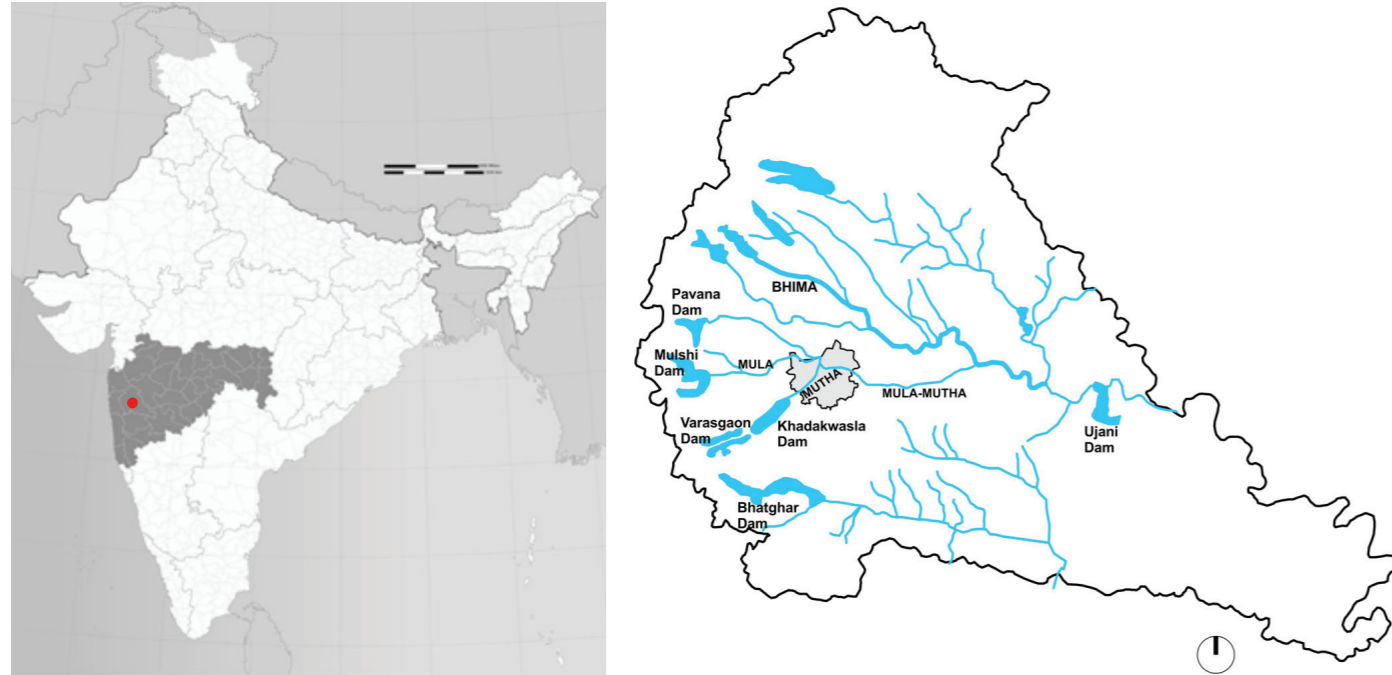 BHIMA
Pavana
Dam
Mulshi
Dam
MULA
MUTHA
MULA-MUTHA
Varasgaon
Dam
Khadakwasla
Dam
Ujani
Dam
Bhatghar
Dam